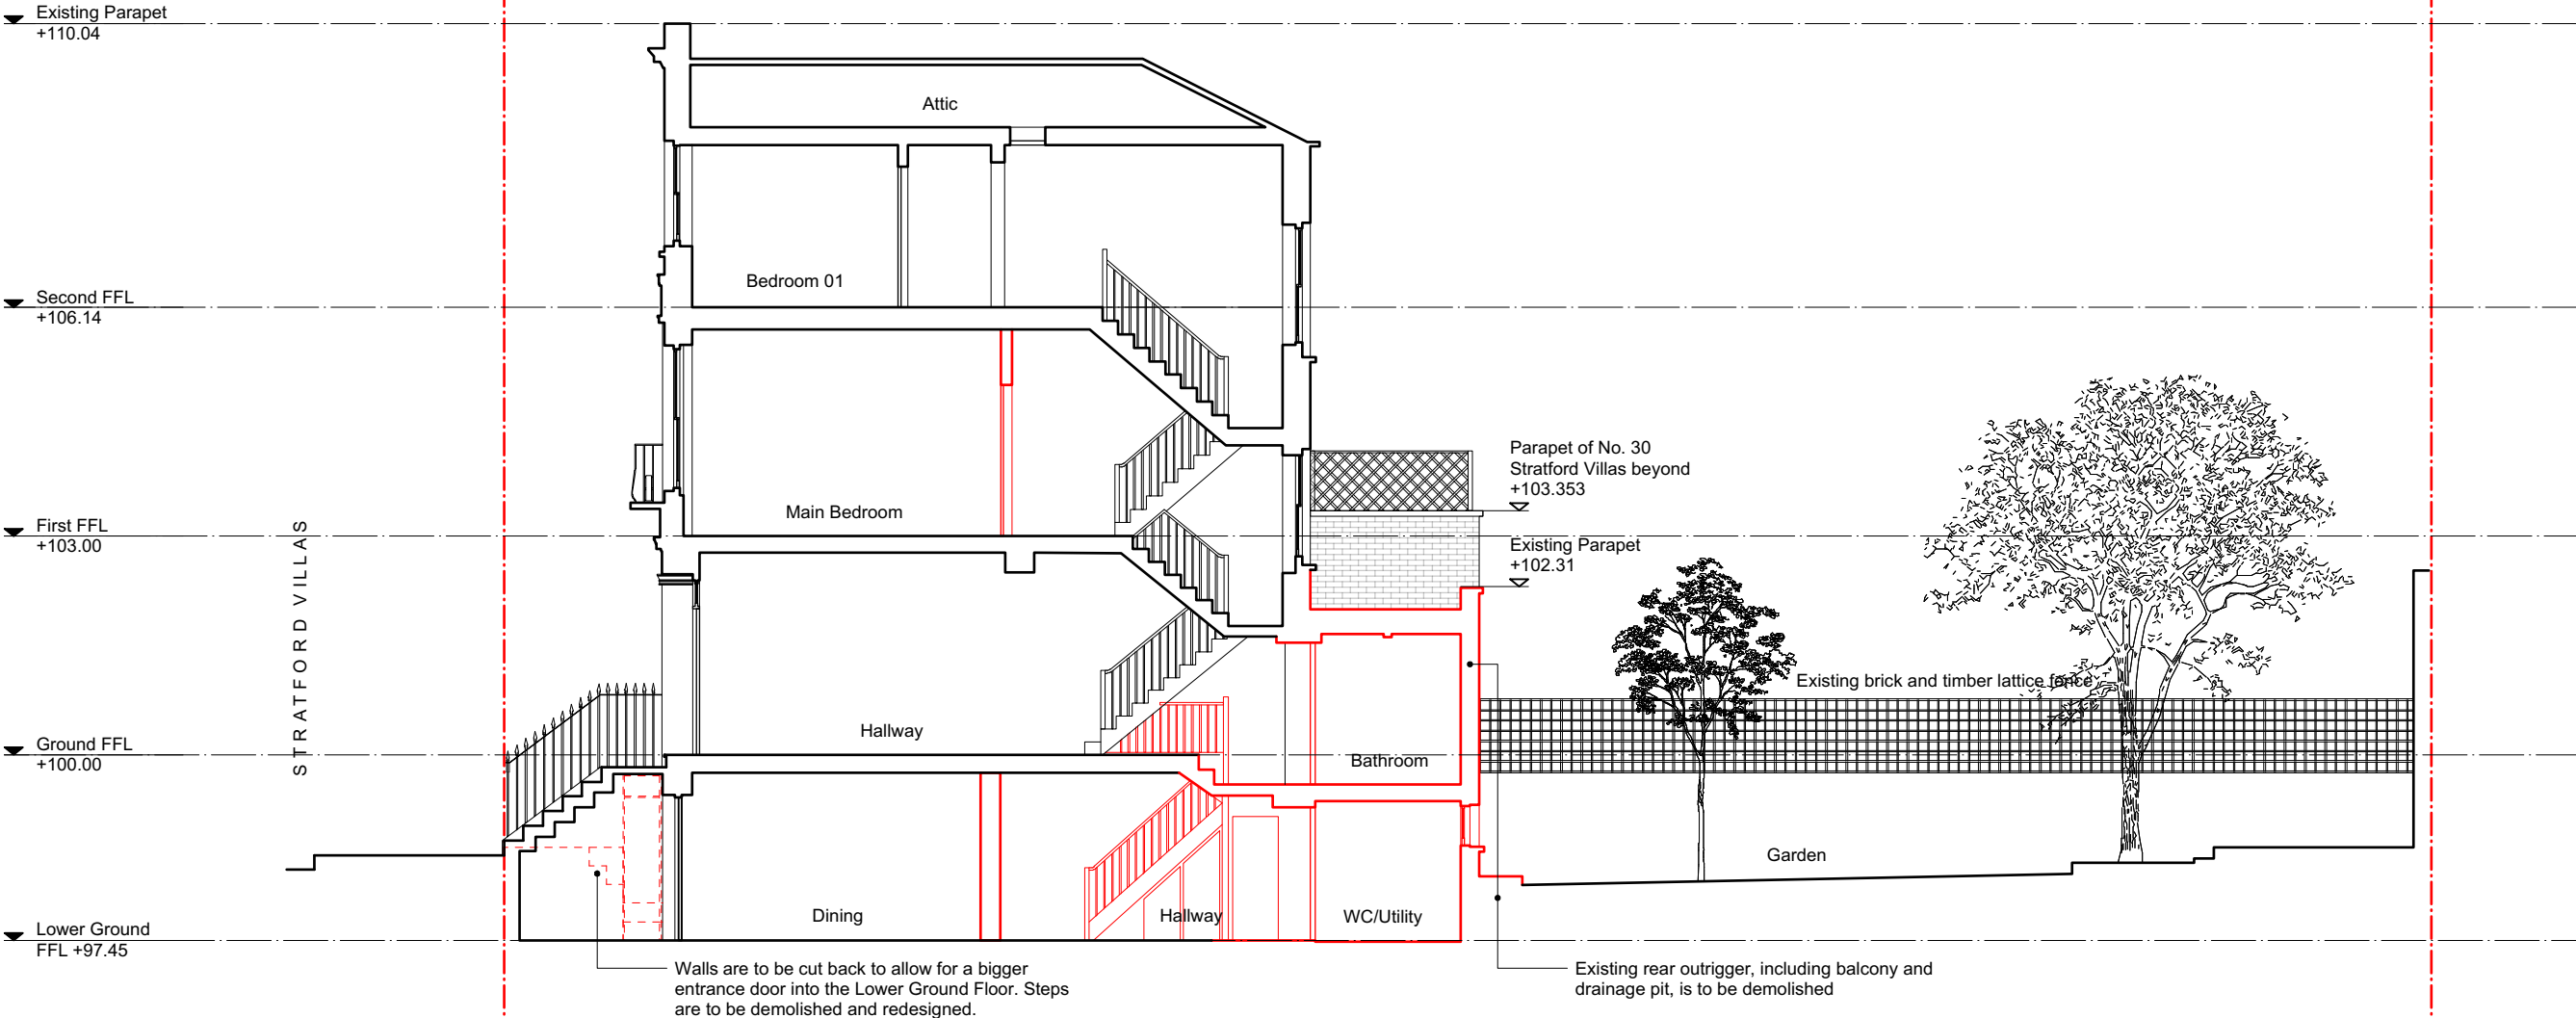 Existing Parapet
+110.04
Attic
Bedroom 01
Second FFL
+106.14
Parapet of No. 30
Stratford Villas beyond
+103.353
Main Bedroom
First FFL
+103.00
Existing Parapet
+102.31
STRATFORD VILLAS
Existing brick and timber lattice fence
Hallway
Ground FFL
+100.00
Bathroom
Garden
Dining
Hallway
WC/Utility
Lower Ground
FFL +97.45
Walls are to be cut back to allow for a bigger
entrance door into the Lower Ground Floor. Steps
are to be demolished and redesigned.
Existing rear outrigger, including balcony and
drainage pit, is to be demolished